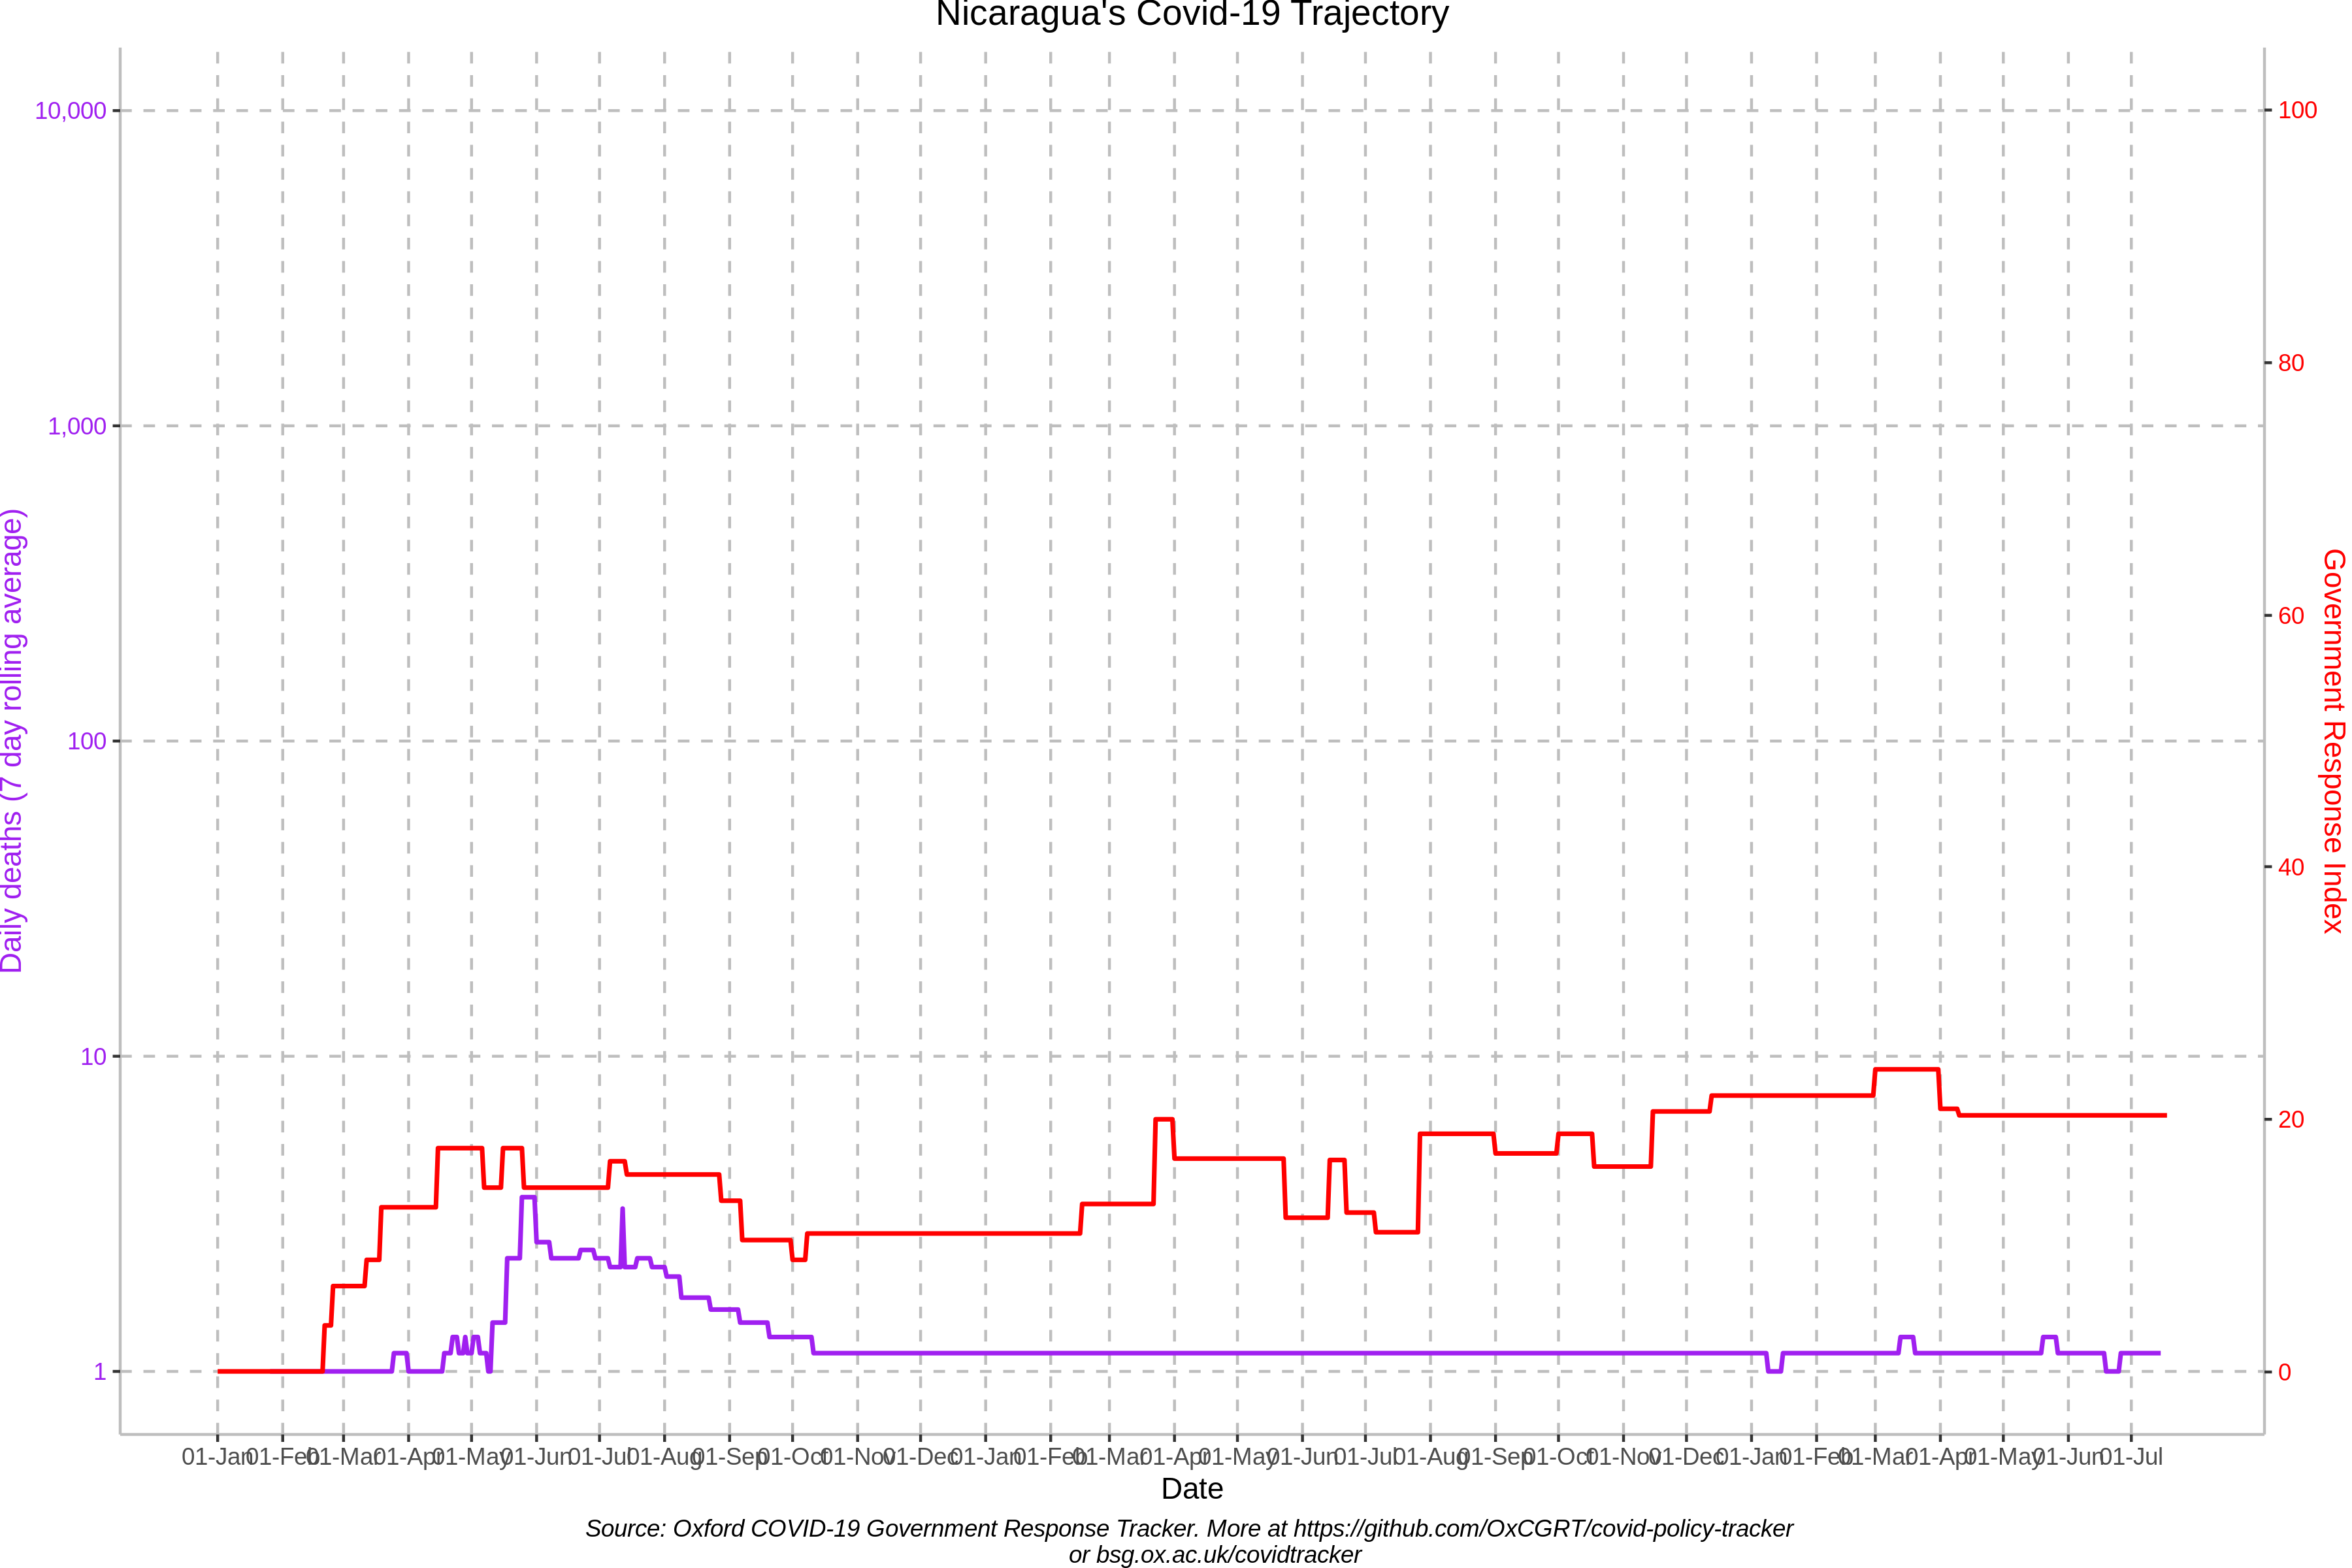 Nicaragua's Covid-19 Trajectory
10,000
1,000
100
10
1
Daily deaths (7 day rolling average)
100
80
60
40
20
0
Government Response Index
01-Jan 01-Feb 01-Mar 01-Apr 01-May 01-Jun 01-Jul 01-Aug 01-Sep 01-Oct 01-Nov 01-Dec 01-Jan 01-Feb 01-Mar 01-Apr 01-May 01-Jun 01-Jul 01-Aug 01-Sep 01-Oct 01-Nov 01-Dec 01-Jan 01-Feb 01-Mar 01-Apr 01-May 01-Jun 01-Jul
Date
Source: Oxford COVID-19 Government Response Tracker. More at https://github.com/OxCGRT/covid-policy-tracker
or bsg.ox.ac.uk/covidtracker